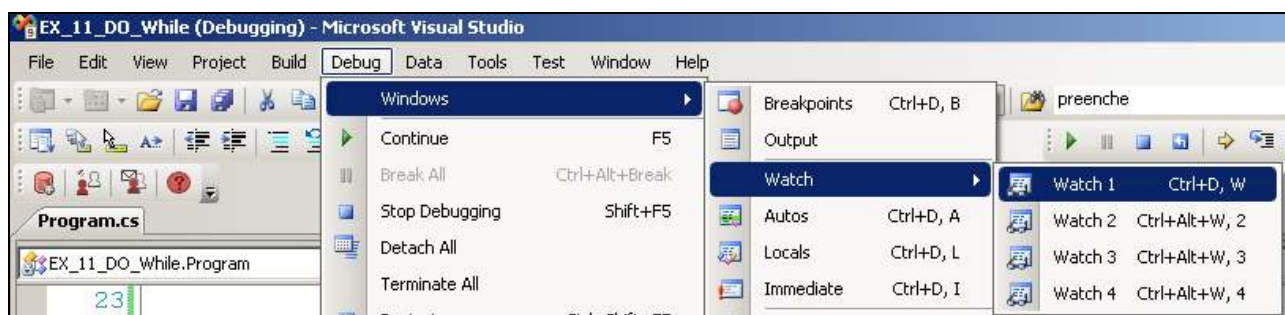 EX_11_DO_While (Debugging) - Microsoft Visual Studio
File Edit View Project Build Debug Data Tools Test Window Help
Windows
Breakpoints Ctrl+D, B
preenche
Continue F5
Output
Break All Ctrl+Alt+Break
Watch
Watch 1 Ctrl+D, W
Stop Debugging Shift+F5
Autos Ctrl+D, A
Watch 2 Ctrl+Alt+W, 2
Program.cs
Detach All
Locals Ctrl+D, L
Watch 3 Ctrl+Alt+W, 3
EX_11_DO_While.Program
Terminate All
Immediate Ctrl+D, I
Watch 4 Ctrl+Alt+W, 4
23